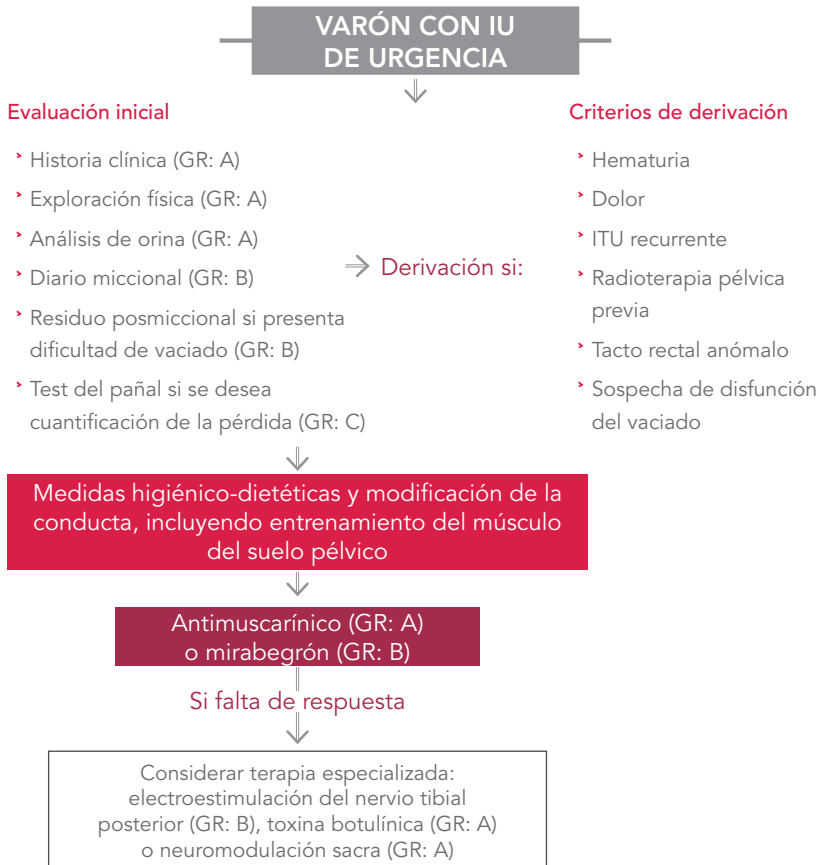 VARÓN CON IU
DE URGENCIA
Evaluación inicial
Historia clínica (GR: A)
Exploración física (GR: A)
Análisis de orina (GR: A)
Diario miccional (GR: B)
Residuo posmiccional si presenta
dificultad de vaciado (GR: B)
Test del pañal si se desea
cuantificación de la pérdida (GR: C)
Derivación si:
Criterios de derivación
Hematuria
Dolor
ITU recurrente
Radioterapia pélvica
previa
Tacto rectal anómalo
Sospecha de disfunción
del vaciado
Medidas higiénico-dietéticas y modificación de la
conducta, incluyendo entrenamiento del músculo
del suelo pélvico
Antimuscarínico (GR: A)
o mirabegrón (GR: B)
Si falta de respuesta
Considerar terapia especializada:
electroestimulación del nervio tibial
posterior (GR: B), toxina botulínica (GR: A)
o neuromodulación sacra (GR: A)